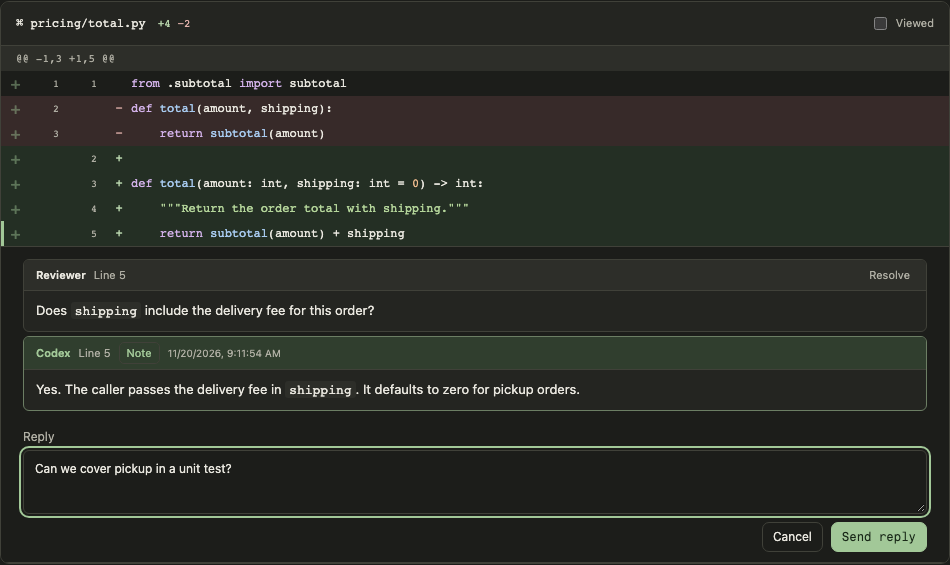 ⌘ pricing/total.py +4 −2 Viewed
@@ -1,3 +1,5 @@
+ 1 1 from .subtotal import subtotal
+ 2 − def total(amount, shipping):
+ 3 − return subtotal(amount)
+ 2 +
+ 3 + def total(amount: int, shipping: int = 0) -> int:
+ 4 + """Return the order total with shipping."""
+ 5 + return subtotal(amount) + shipping
Reviewer Line 5 Resolve
Does shipping include the delivery fee for this order?
Codex Line 5 Note 11/20/2026, 9:11:54 AM
Yes. The caller passes the delivery fee in shipping. It defaults to zero for pickup orders.
Reply
Can we cover pickup in a unit test?
Cancel Send reply